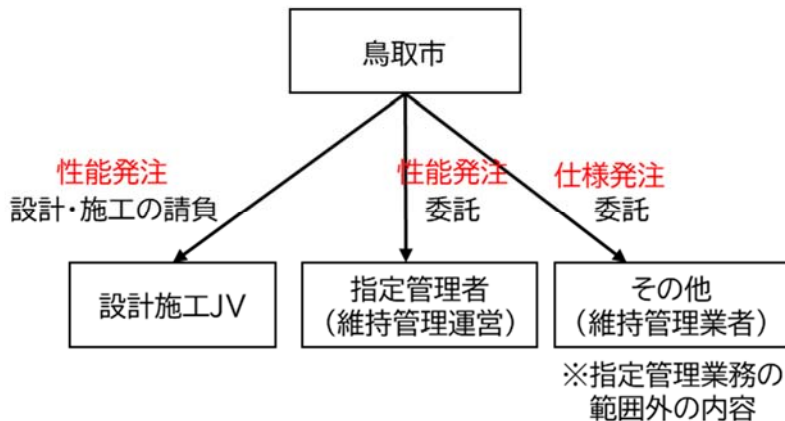 鳥取市
性能発注
設計・施工の請負
性能発注
委託
仕様発注
委託
設計施工JV
指定管理者
（維持管理運営）
その他
（維持管理業者）
※指定管理業務の
範囲外の内容